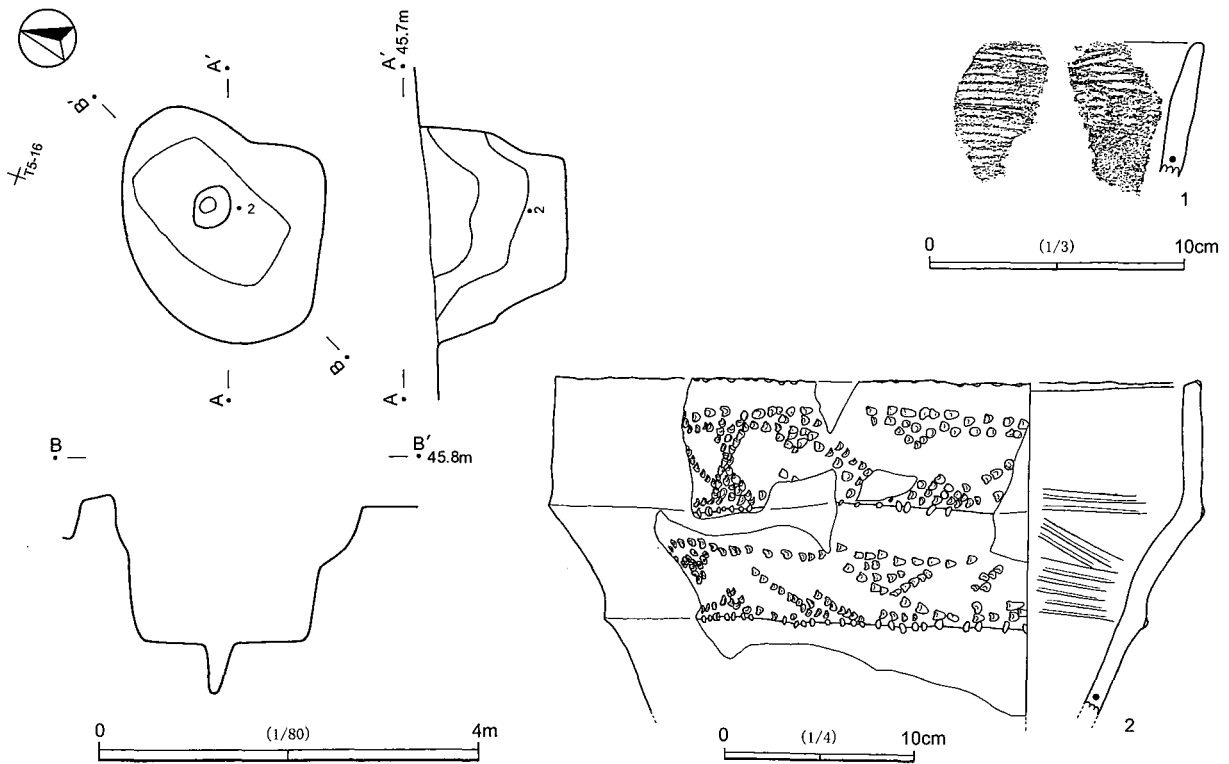 A′
B′
T5-16
2
B
A
A′
45.7m
2
A
B
B′
45.8m
0
(1/80)
4m
1
0
(1/3)
10cm
2
0
(1/4)
10cm